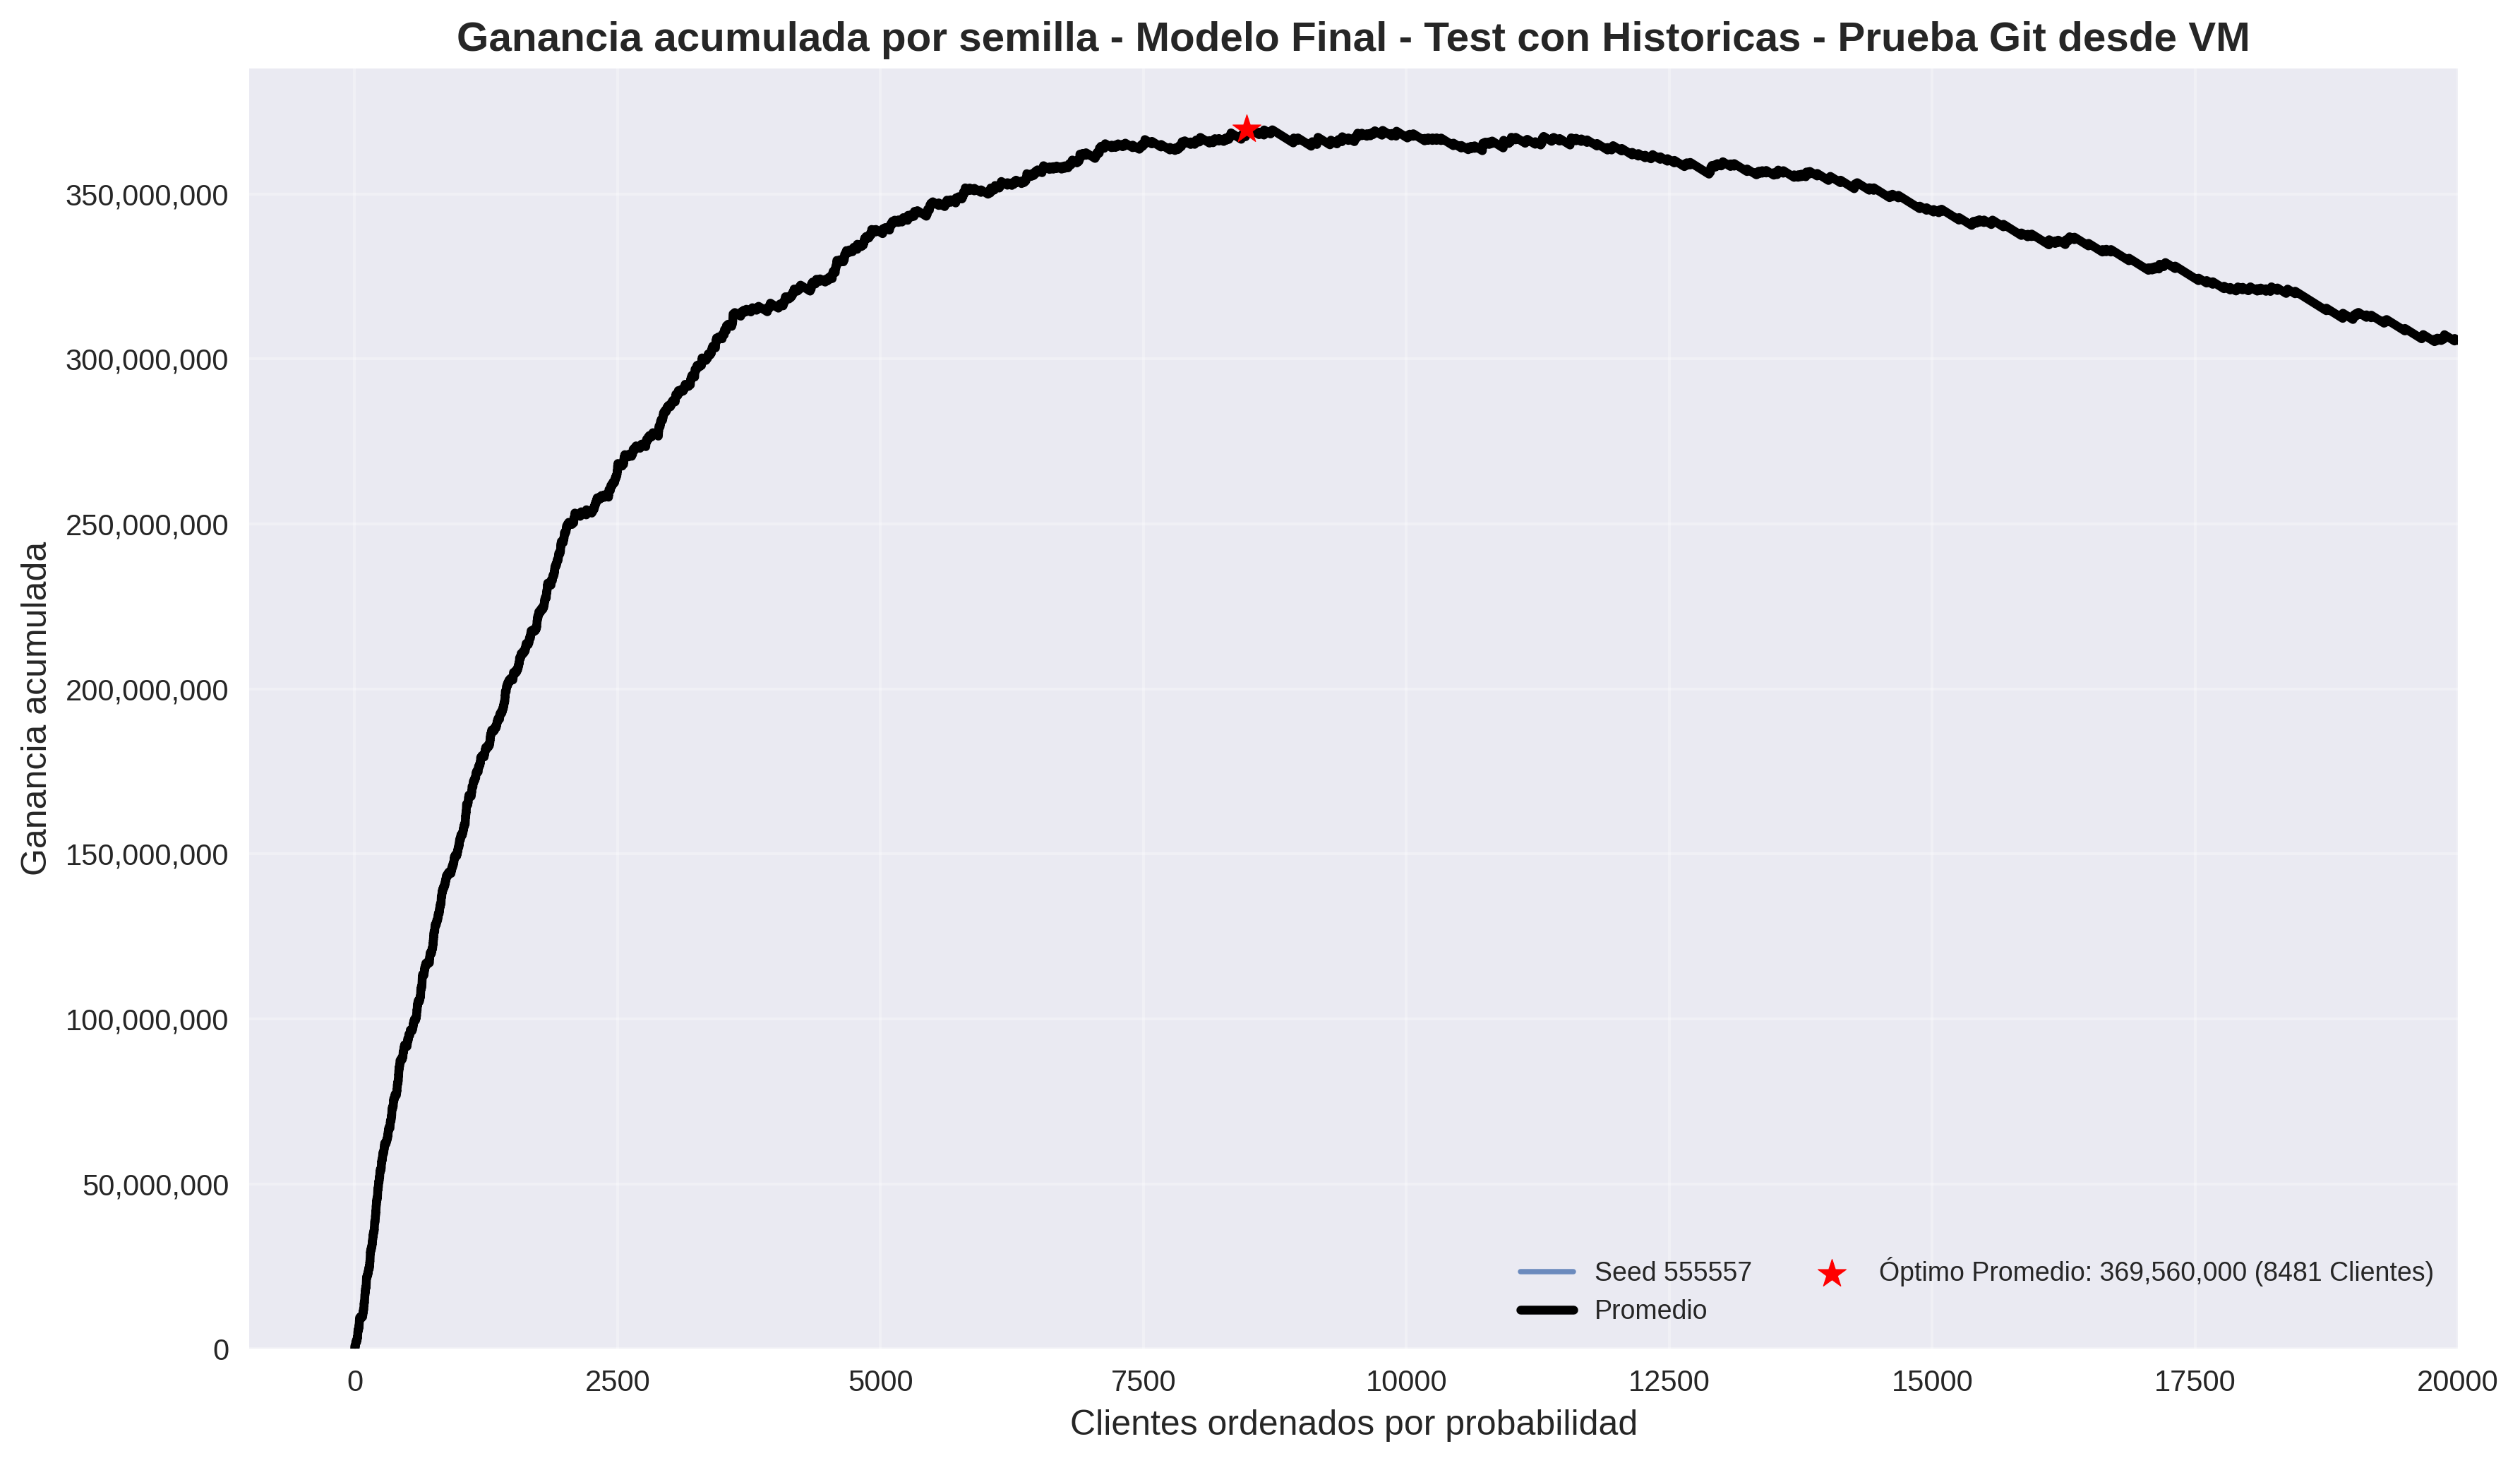 Ganancia acumulada por semilla - Modelo Final - Test con Historicas - Prueba Git desde VM
Ganancia acumulada
350,000,000
300,000,000
250,000,000
200,000,000
150,000,000
100,000,000
50,000,000
0
Seed 555557
Promedio
Óptimo Promedio: 369,560,000 (8481 Clientes)
0 2500 5000 7500 10000 12500 15000 17500 20000
Clientes ordenados por probabilidad